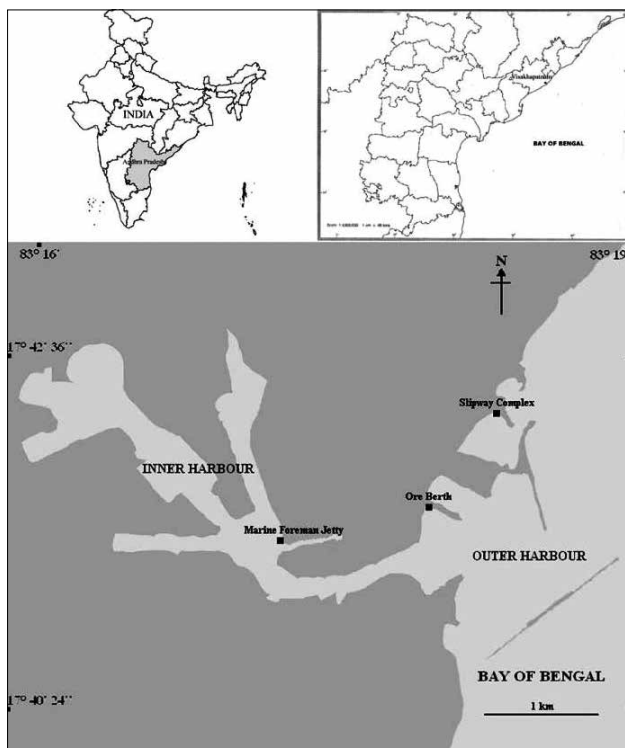 INDIA
Andhra Pradesh
Visakhapatnam
BAY OF BENGAL
83° 16'
83° 19'
N
17° 42' 36''
Slipway Complex
INNER HARBOUR
Ore Berth
Marine Foreman Jetty
OUTER HARBOUR
BAY OF BENGAL
17° 40' 24''
1 km